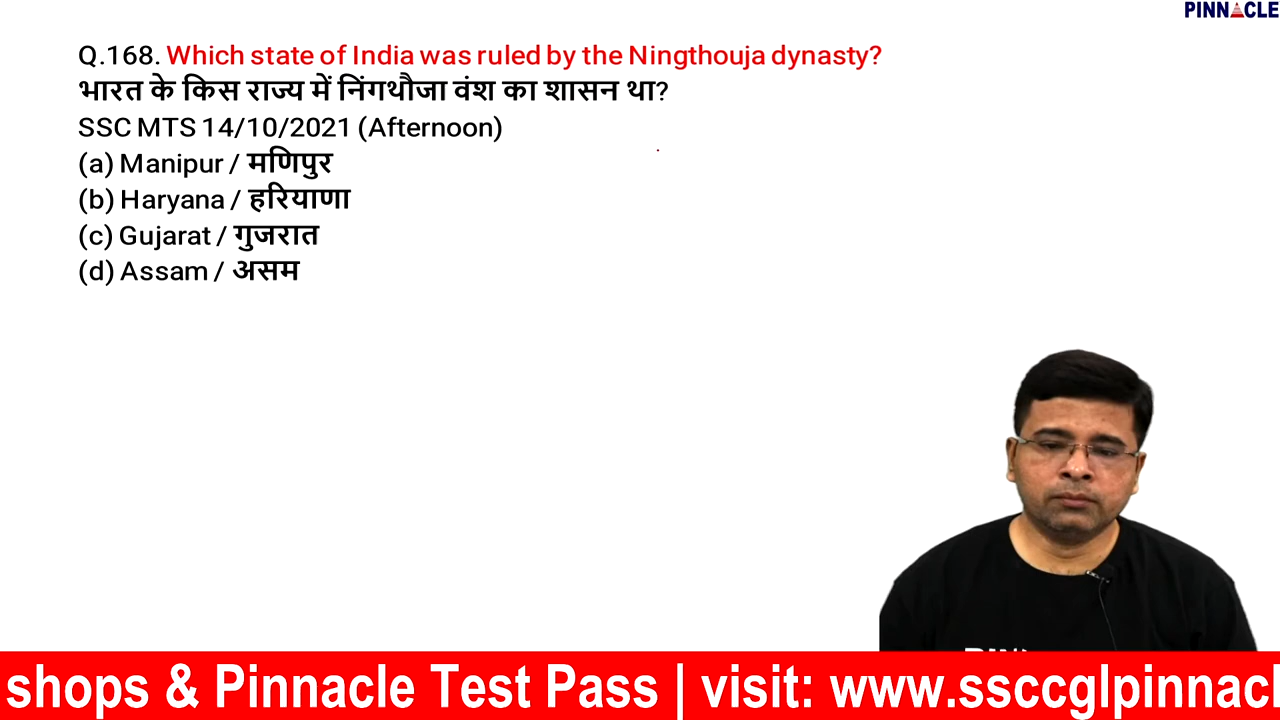 PINNACLE
Q.168. Which state of India was ruled by the Ningthouja dynasty?
भारत के किस राज्य में निंगथौजा वंश का शासन था?
SSC MTS 14/10/2021 (Afternoon)
(a) Manipur / मणिपुर
(b) Haryana / हरियाणा
(c) Gujarat / गुजरात
(d) Assam / असम
shops & Pinnacle Test Pass | visit: www.ssccglpinnacl